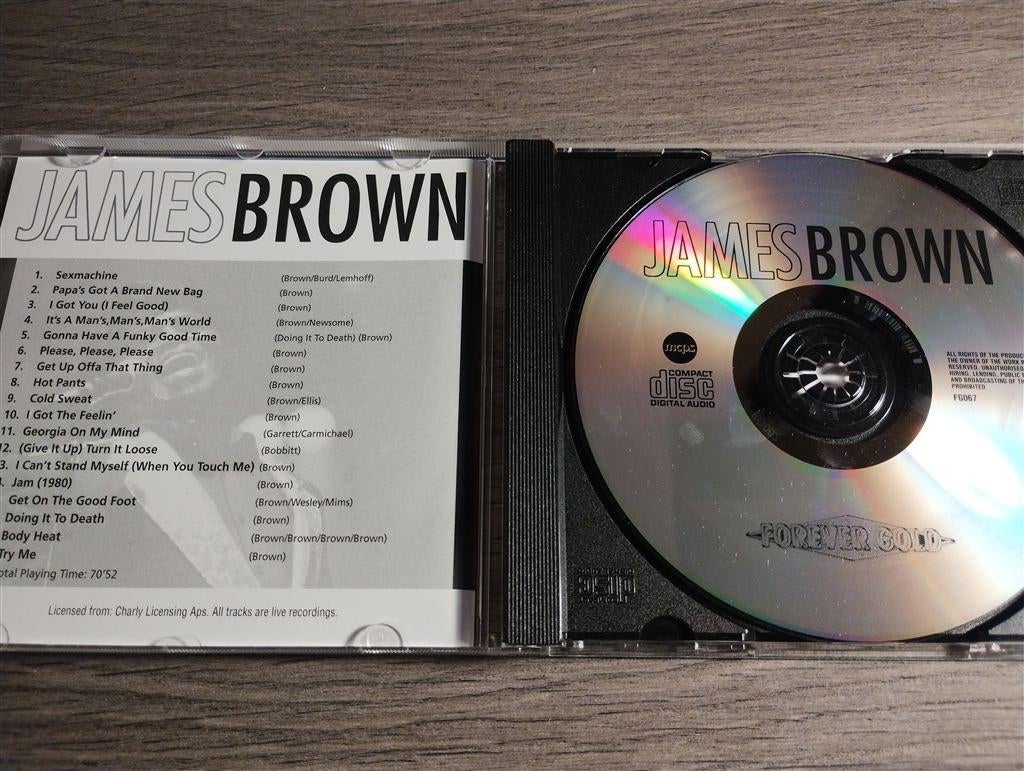 JAMES BROWN
1. Sexmachine (Brown/Burd/Lemhoff)
2. Papa's Got A Brand New Bag (Brown)
3. I Got You (I Feel Good) (Brown)
4. It's A Man's,Man's,Man's World (Brown/Newsome)
5. Gonna Have A Funky Good Time (Doing It To Death) (Brown)
6. Please, Please, Please (Brown)
7. Get Up Offa That Thing (Brown)
8. Hot Pants (Brown)
9. Cold Sweat (Brown/Ellis)
10. I Got The Feelin' (Brown)
11. Georgia On My Mind (Garrett/Carmichael)
12. (Give It Up) Turn It Loose (Bobbitt)
3. I Can't Stand Myself (When You Touch Me) (Brown)
. Jam (1980) (Brown)
Get On The Good Foot (Brown/Wesley/Mims)
Doing It To Death (Brown)
Body Heat (Brown/Brown/Brown/Brown)
Try Me (Brown)
otal Playing Time: 70'52
Licensed from: Charly Licensing Aps. All tracks are live recordings.
JAMES BROWN
mcps
COMPACT
disc
DIGITAL AUDIO
ALL RIGHTS OF THE PRODUC
THE OWNER OF THE WORK R
RESERVED. UNAUTHORISED
HIRING, LENDING, PUBLIC
AND BROADCASTING OF TH
PROHIBITED
FG067
FOREVER GOLD